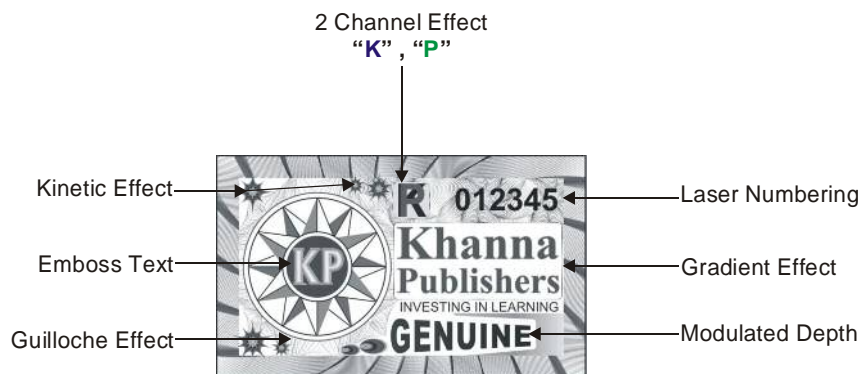 2 Channel Effect
“K” , “P”
Kinetic Effect
Laser Numbering
012345
Emboss Text
KP
Khanna
Publishers
Gradient Effect
INVESTING IN LEARNING
Guilloche Effect
GENUINE
Modulated Depth